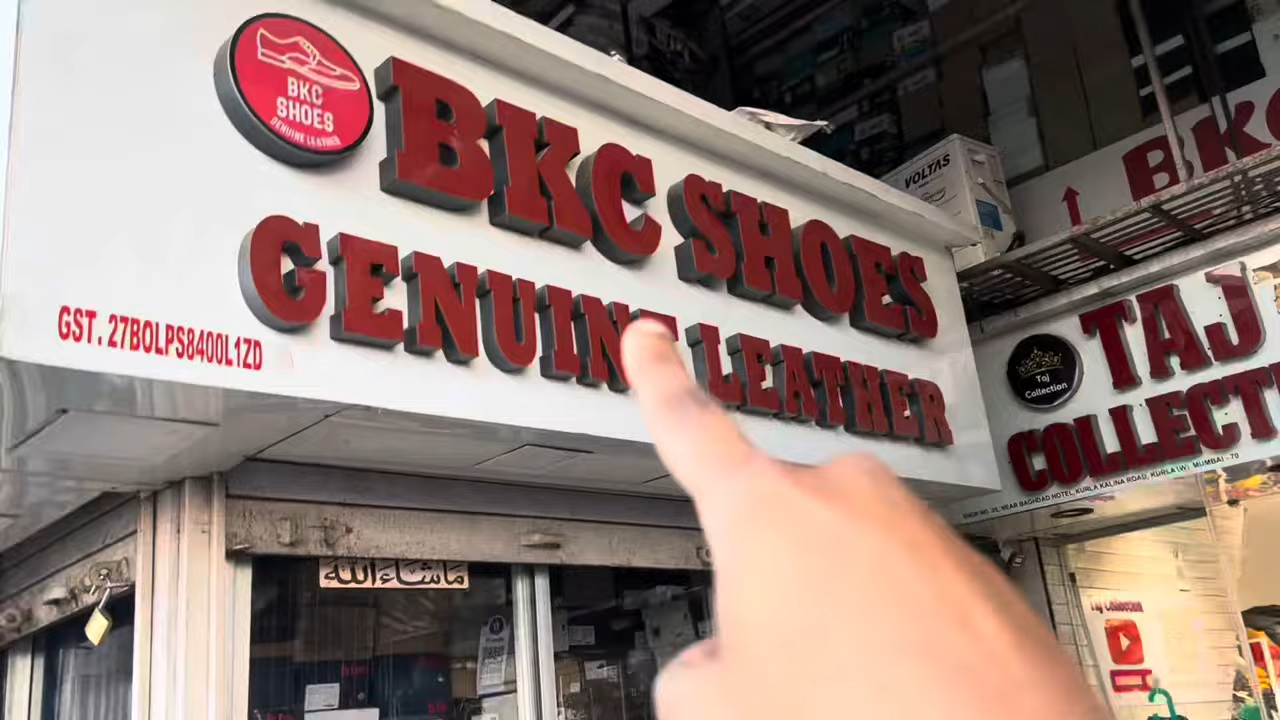 BKC
SHOES
GENUINE LEATHER
BKC SHOES
GENUINE LEATHER
GST. 27BOLPS8400L1ZD
VOLTAS
BKC
TAJ
Taj
Collection
COLLECT
SHOP NO. 25, NEAR BAGHDAD HOTEL, KURLA KALINA ROAD, KURLA (W) MUMBAI - 70
ماشاءالله
Taj Collection